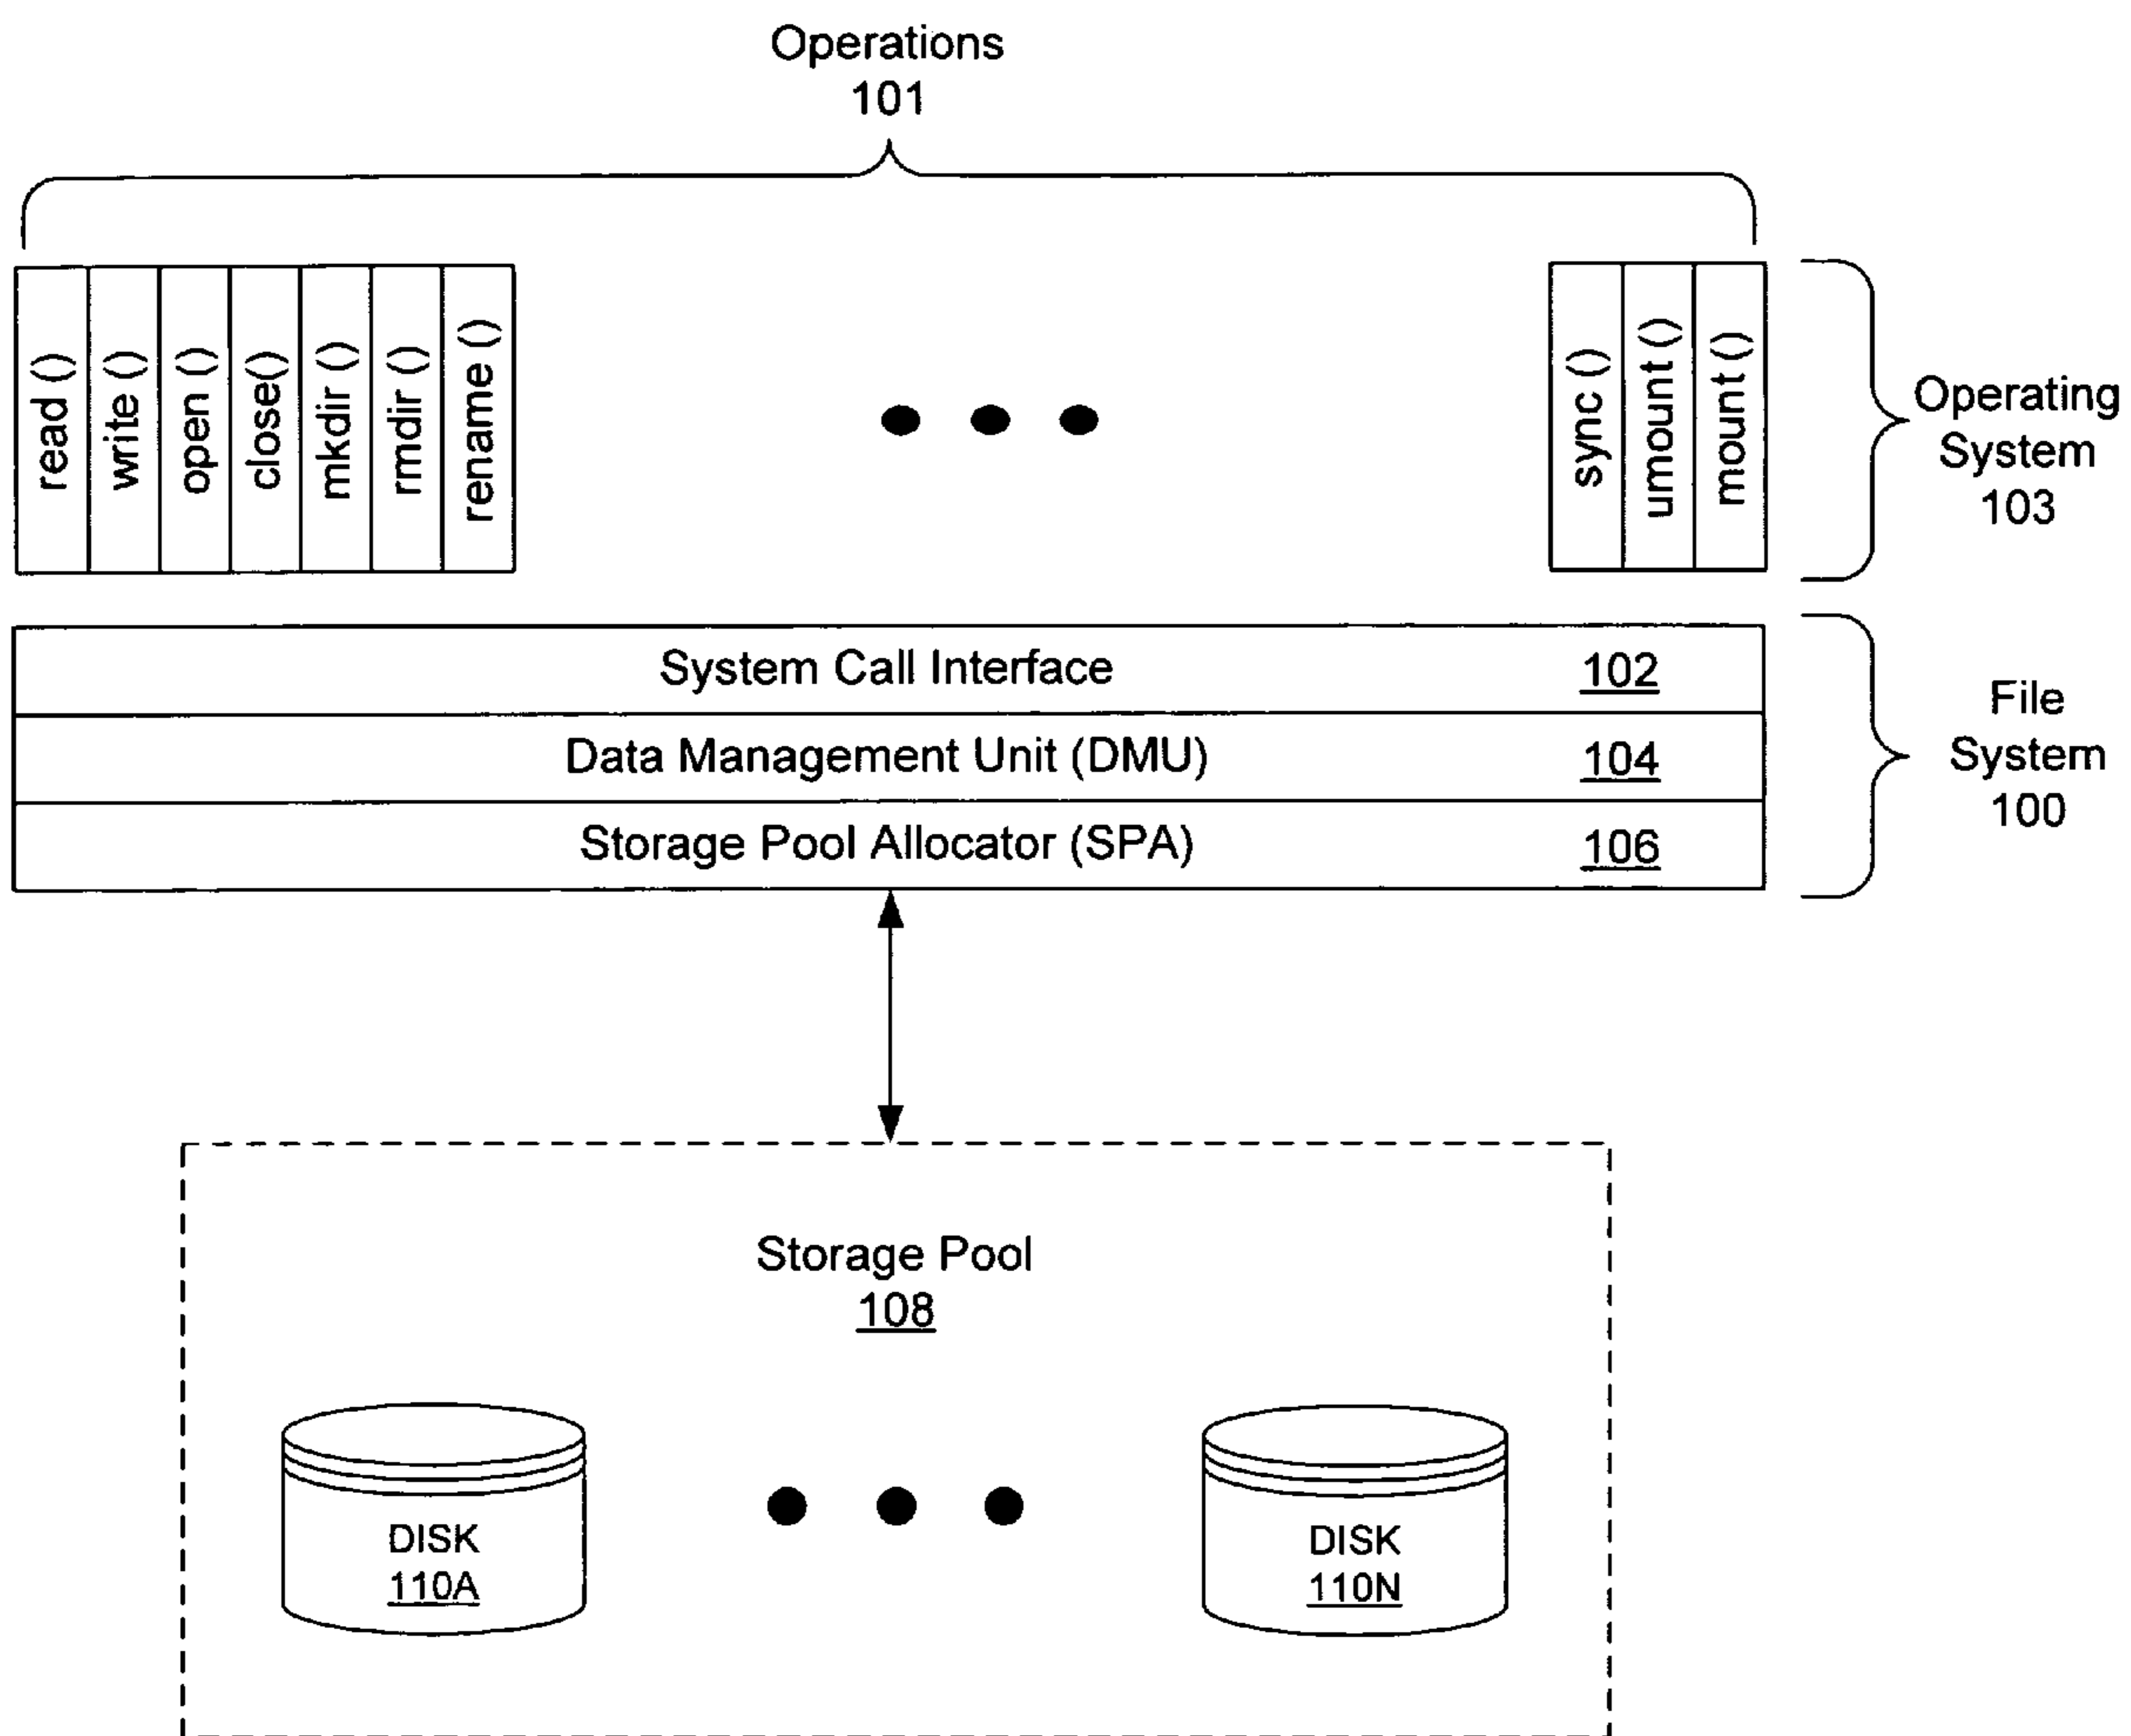 Operations
101
read ()
write ()
open ()
close()
mkdir ()
rmdir ()
rename ()
sync ()
umount ()
mount ()
Operating
System
103
System Call Interface 102
Data Management Unit (DMU) 104
Storage Pool Allocator (SPA) 106
File
System
100
Storage Pool
108
DISK
110A
DISK
110N